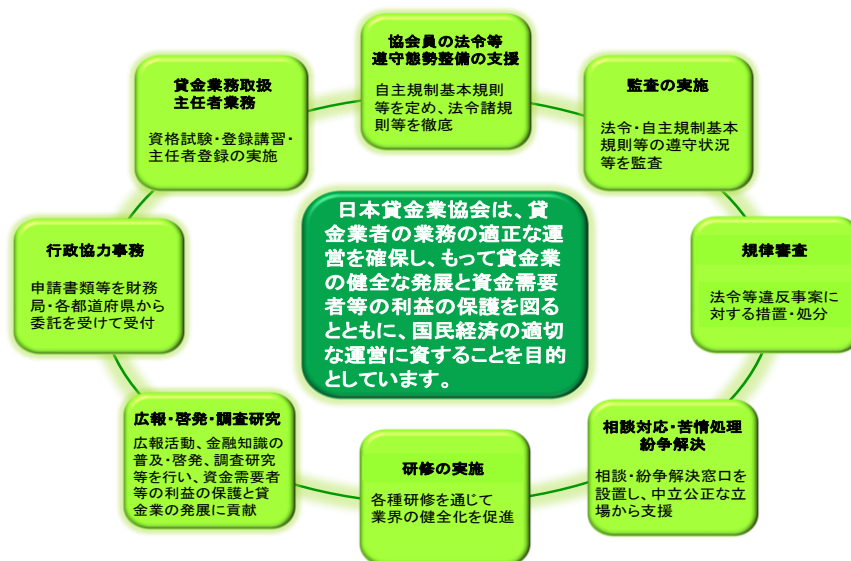 協会員の法令等
遵守態勢整備の支援
自主規制基本規則
等を定め、法令諸規
則等を徹底
監査の実施
法令・自主規制基本
規則等の遵守状況
等を監査
規律審査
法令等違反事案に
対する措置・処分
相談対応・苦情処理
紛争解決
相談・紛争解決窓口を
設置し、中立公正な立
場から支援
研修の実施
各種研修を通じて
業界の健全化を促進
広報・啓発・調査研究
広報活動、金融知識の
普及・啓発、調査研究
等を行い、資金需要者
等の利益の保護と貸
金業の発展に貢献
行政協力事務
申請書類等を財務
局・各都道府県から
委託を受けて受付
貸金業務取扱
主任者業務
資格試験・登録講習・
主任者登録の実施
日本貸金業協会は、貸
金業者の業務の適正な運
営を確保し、もって貸金業
の健全な発展と資金需要
者等の利益の保護を図る
とともに、国民経済の適切
な運営に資することを目的
としています。